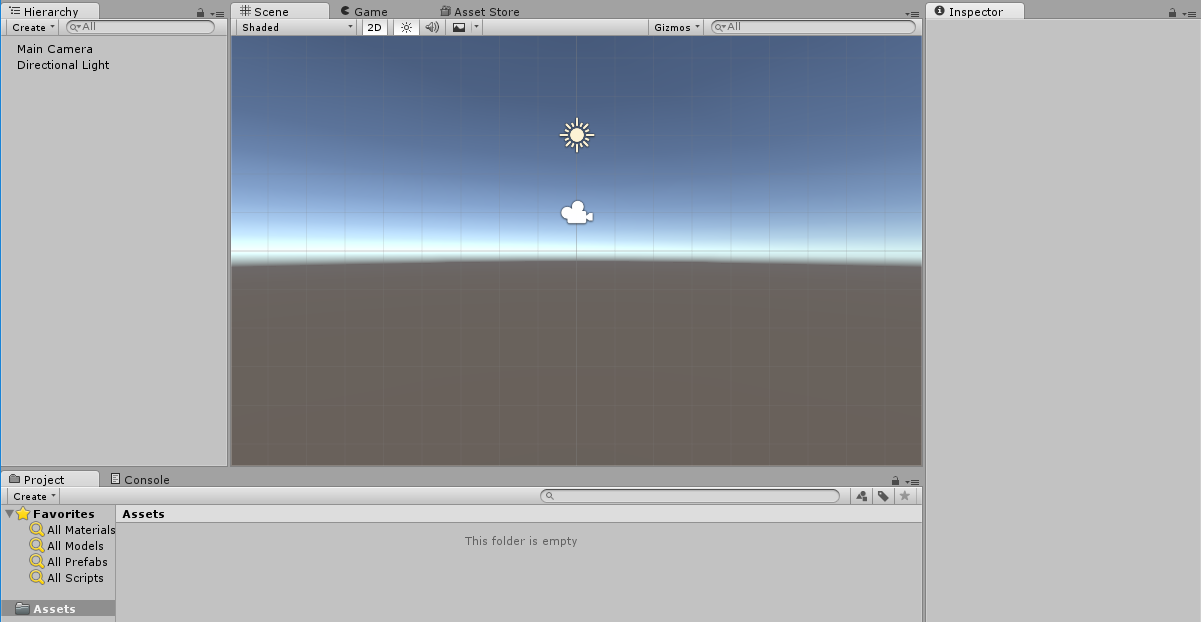 Hierarchy
Create
All
Main Camera
Directional Light
Scene
Game
Asset Store
Shaded
2D
Gizmos
All
Inspector
Project
Console
Create
Favorites
All Materials
All Models
All Prefabs
All Scripts
Assets
Assets
This folder is empty